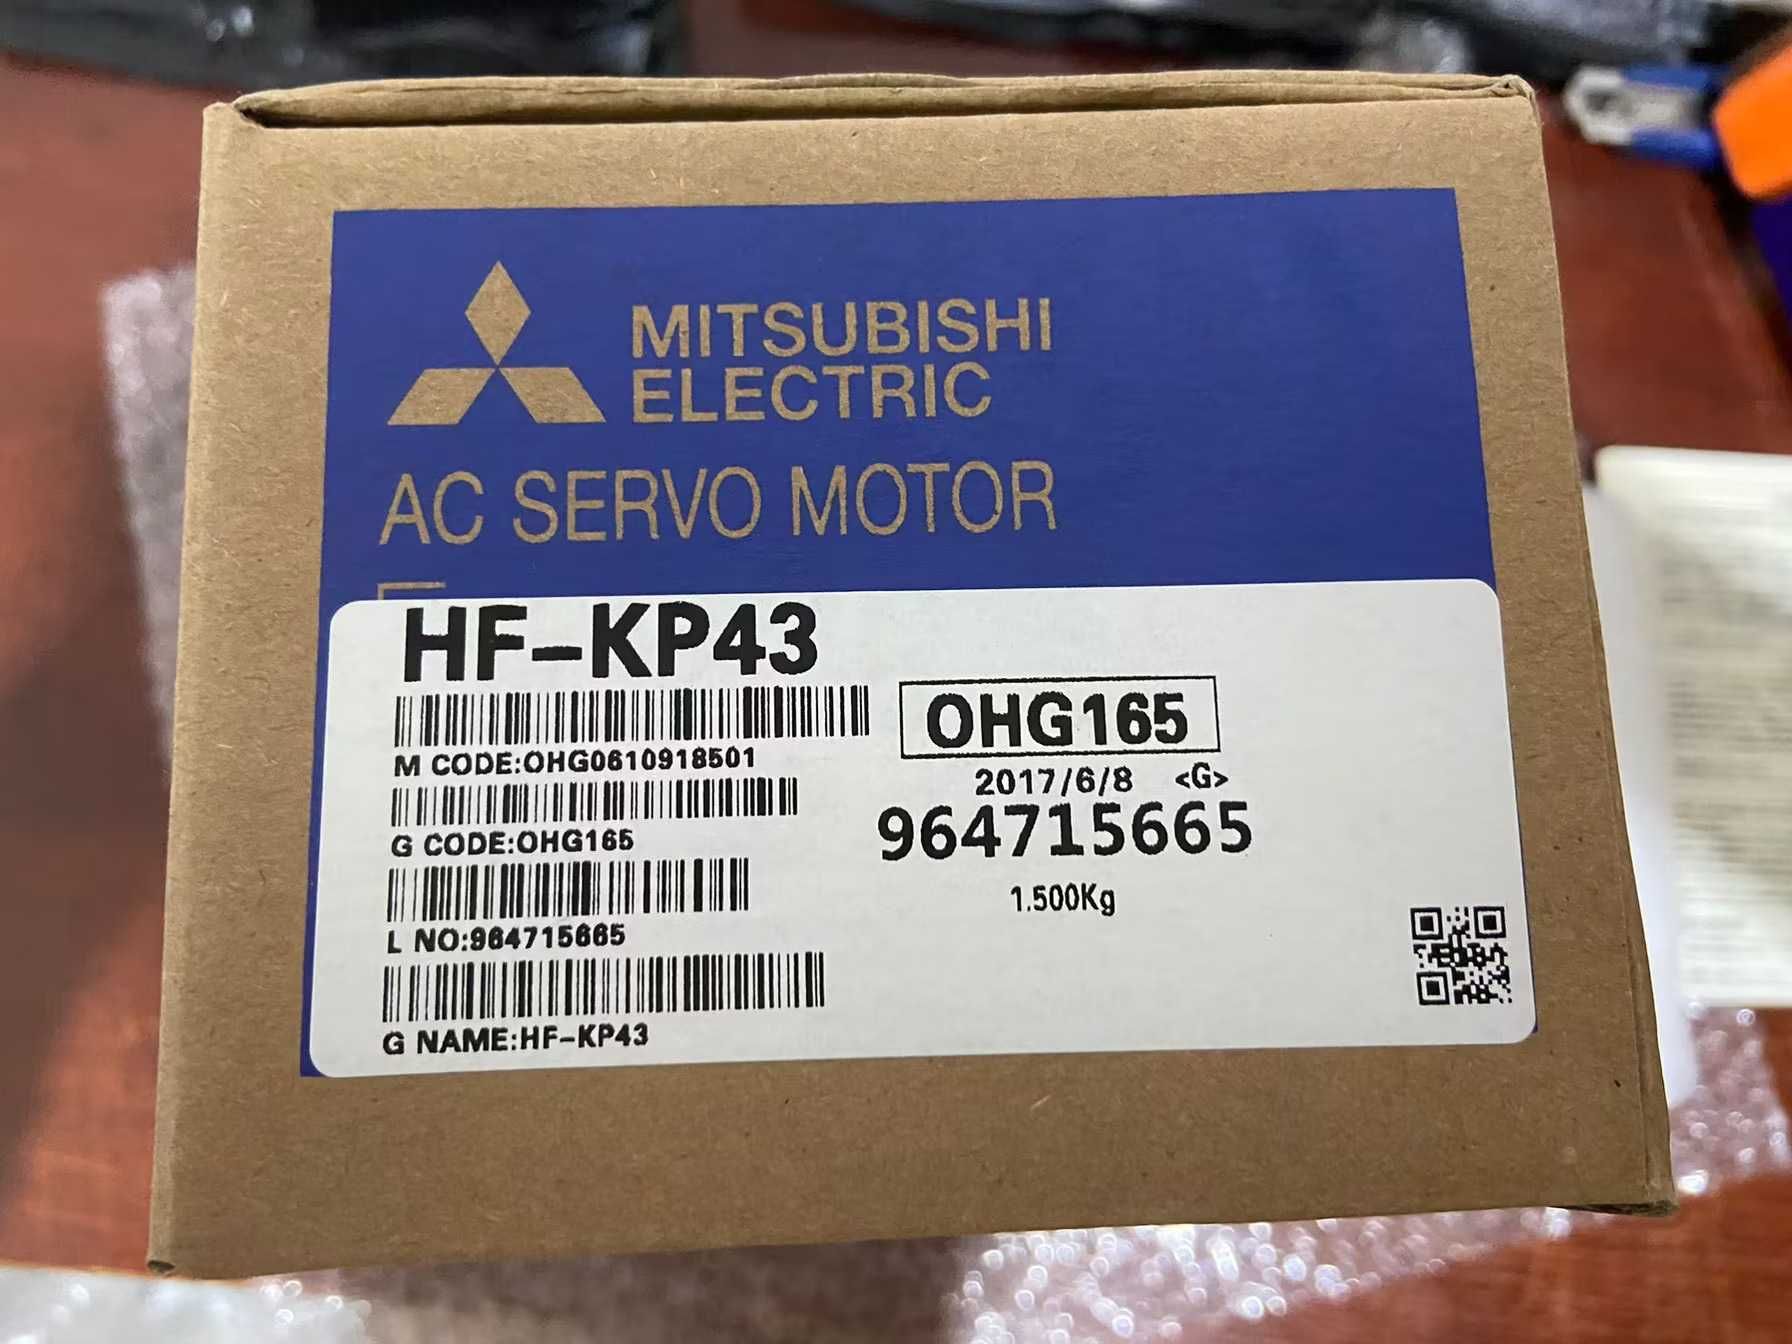 MITSUBISHI
ELECTRIC
AC SERVO MOTOR
HF-KP43
M CODE:OHG0610918501
G CODE:OHG165
L NO:964715665
G NAME:HF-KP43
OHG165
2017/6/8 <G>
964715665
1.500Kg